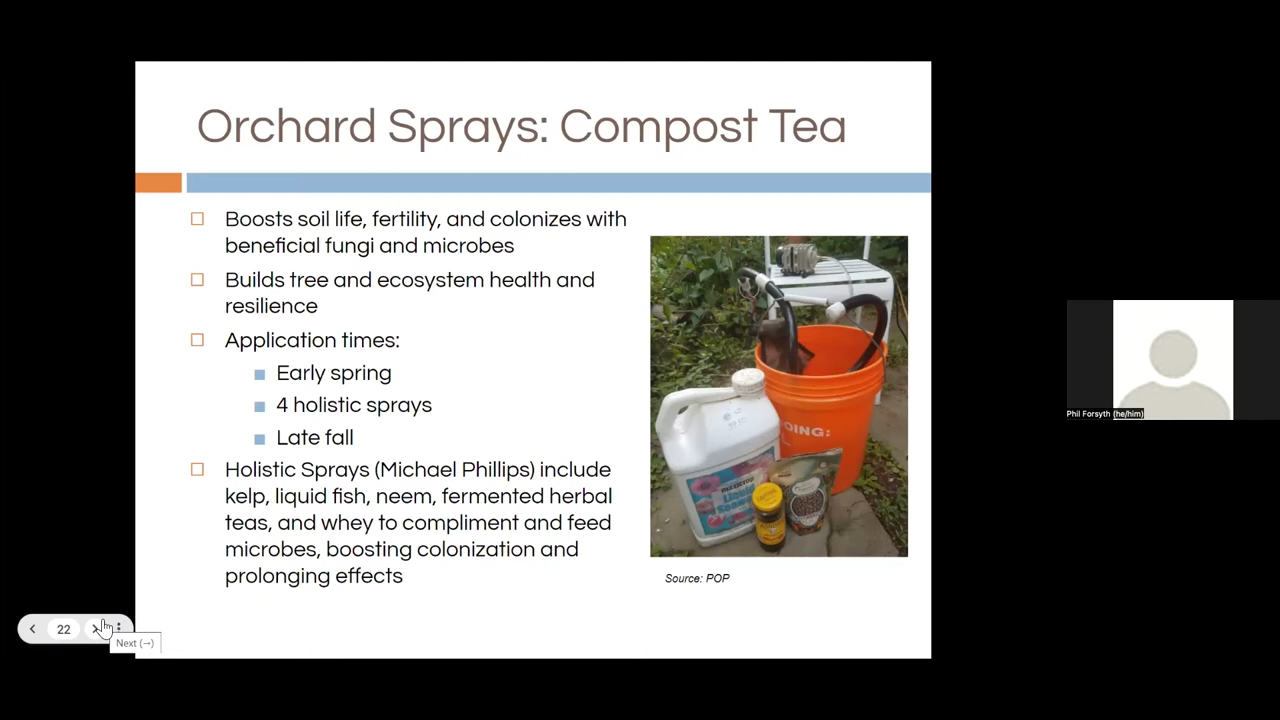 Orchard Sprays: Compost Tea
Boosts soil life, fertility, and colonizes with
beneficial fungi and microbes
Builds tree and ecosystem health and
resilience
Application times:
Early spring
4 holistic sprays
Late fall
Holistic Sprays (Michael Phillips) include
kelp, liquid fish, neem, fermented herbal
teas, and whey to compliment and feed
microbes, boosting colonization and
prolonging effects
OING:
Liquid
Source: POP
Phil Forsyth (he/him)
22
Next (→)